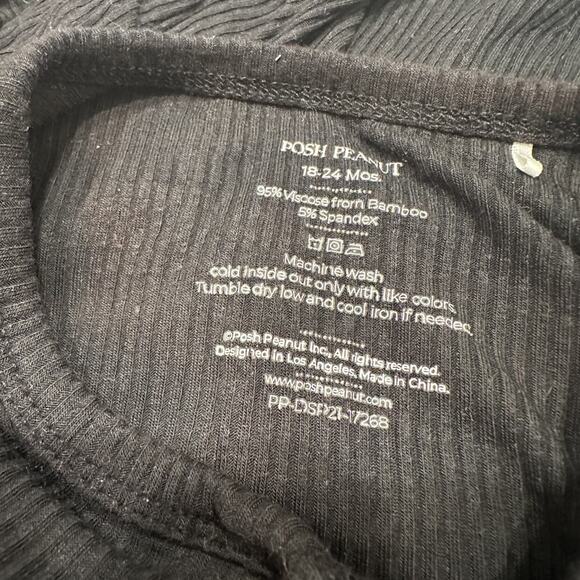 POSH PEANUT
18-24 Mos.
95% Viscose from Bamboo
5% Spandex
Machine wash
cold inside out only with like colors
Tumble dry low and cool iron if needed
©Posh Peanut Inc., All rights reserved.
Designed in Los Angeles, Made in China.
www.poshpeanut.com
PP-DSP21-17268